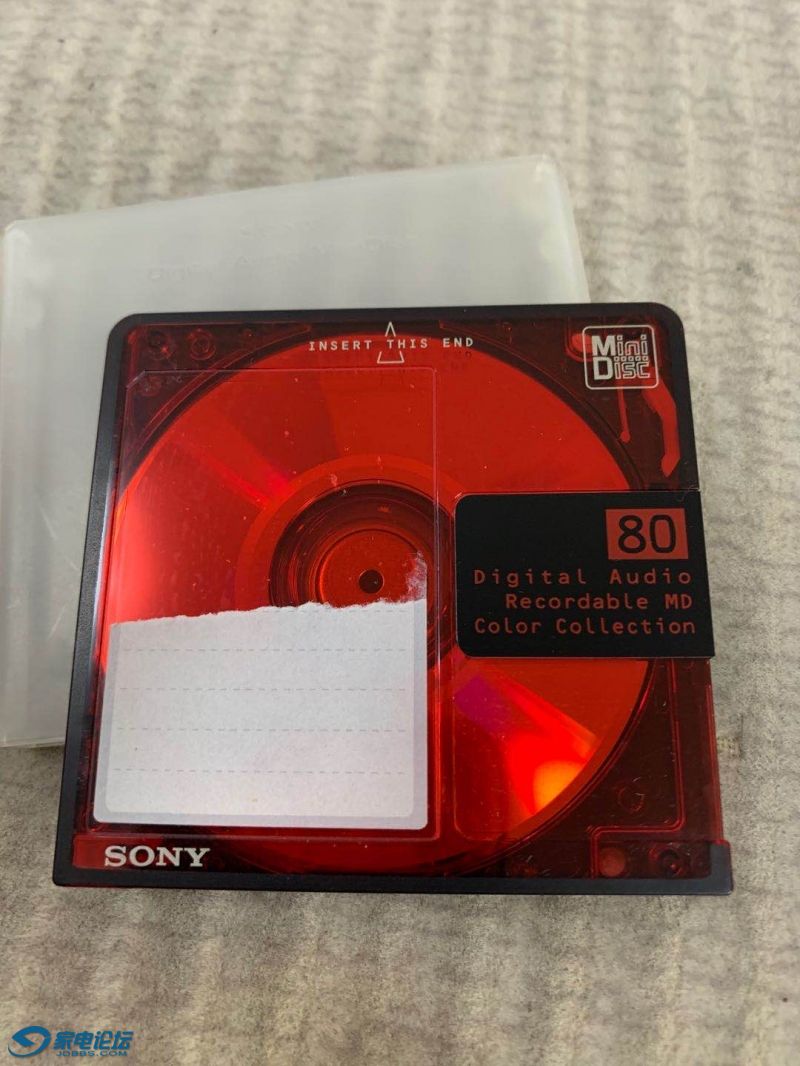 INSERT THIS END
Mini
Disc
80
Digital Audio
Recordable MD
Color Collection
SONY
家电论坛
JDBBS.COM